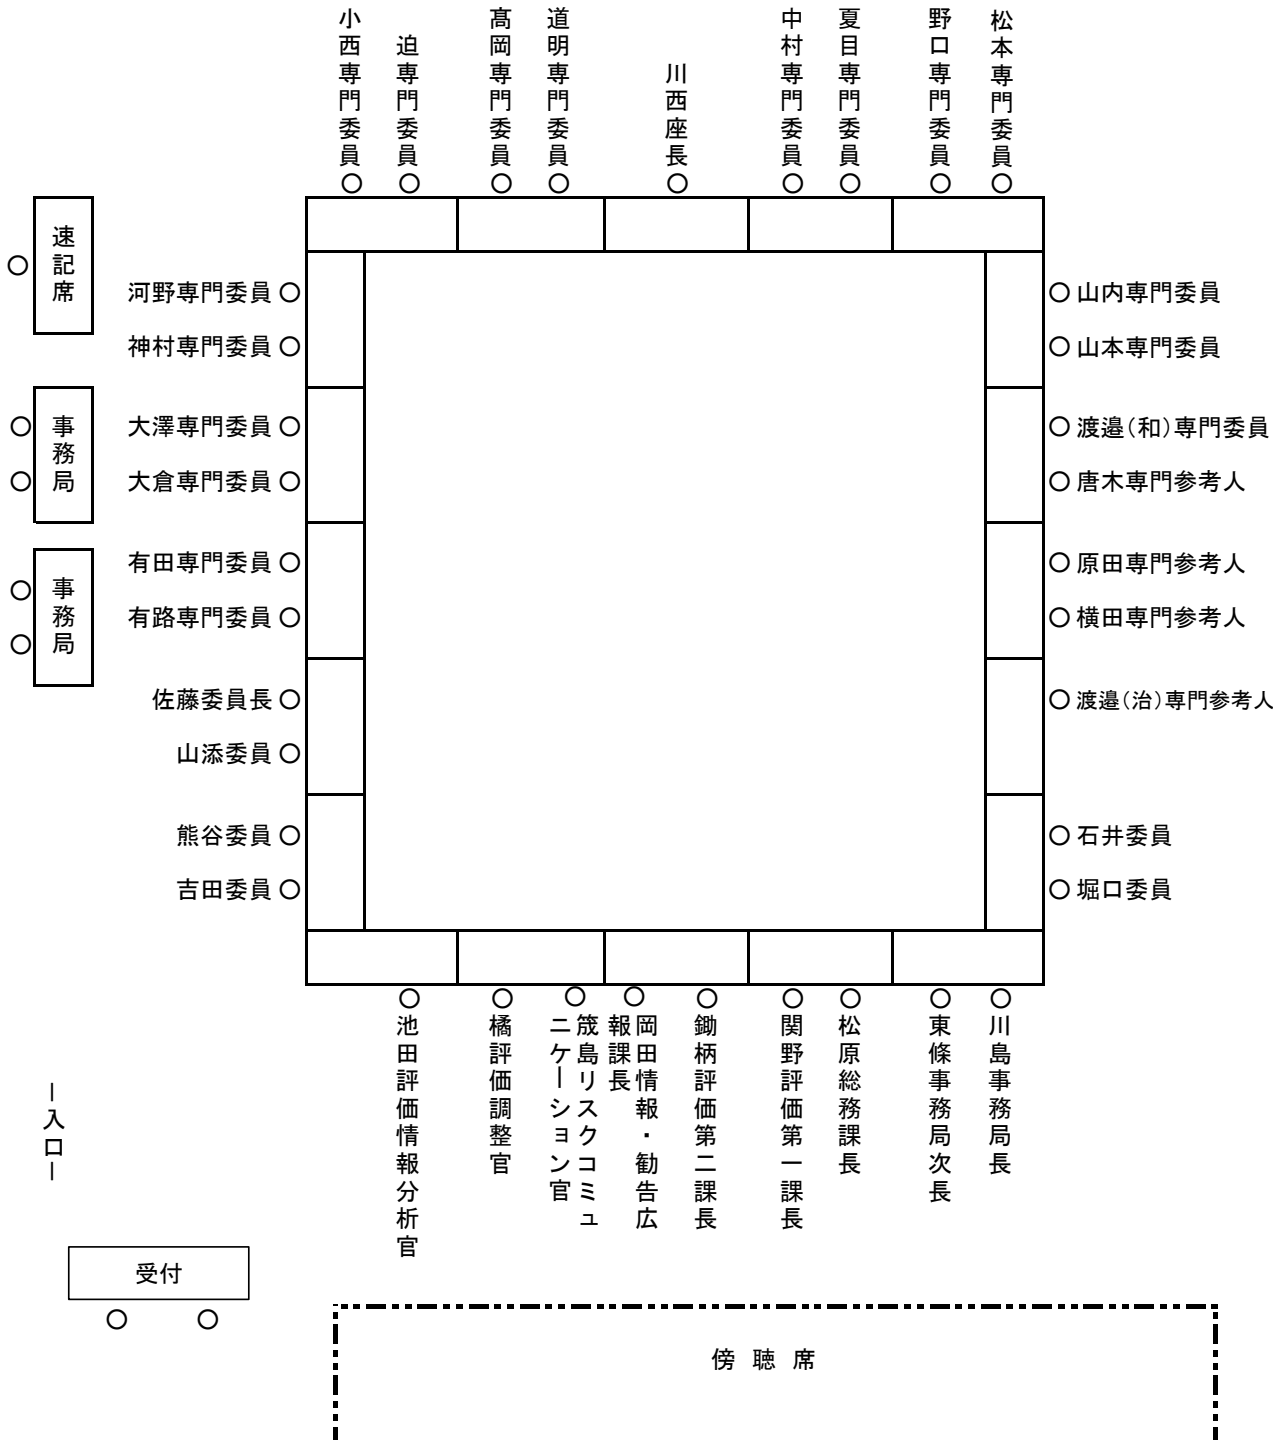 小西専門委員
迫専門委員
髙岡専門委員
道明専門委員
川西座長
中村専門委員
夏目専門委員
野口専門委員
松本専門委員
速記席
事務局
事務局
河野専門委員
神村専門委員
大澤専門委員
大倉専門委員
有田専門委員
有路専門委員
佐藤委員長
山添委員
熊谷委員
吉田委員
山内専門委員
山本専門委員
渡邉(和)専門委員
唐木専門参考人
原田専門参考人
横田専門参考人
渡邉(治)専門参考人
石井委員
堀口委員
池田評価情報分析官
橘評価調整官
筬島リスクコミュ
ニケーション官
岡田情報・勧告広
報課長
鋤柄評価第二課長
関野評価第一課長
松原総務課長
東條事務局次長
川島事務局長
―入口―
受付
傍 聴 席